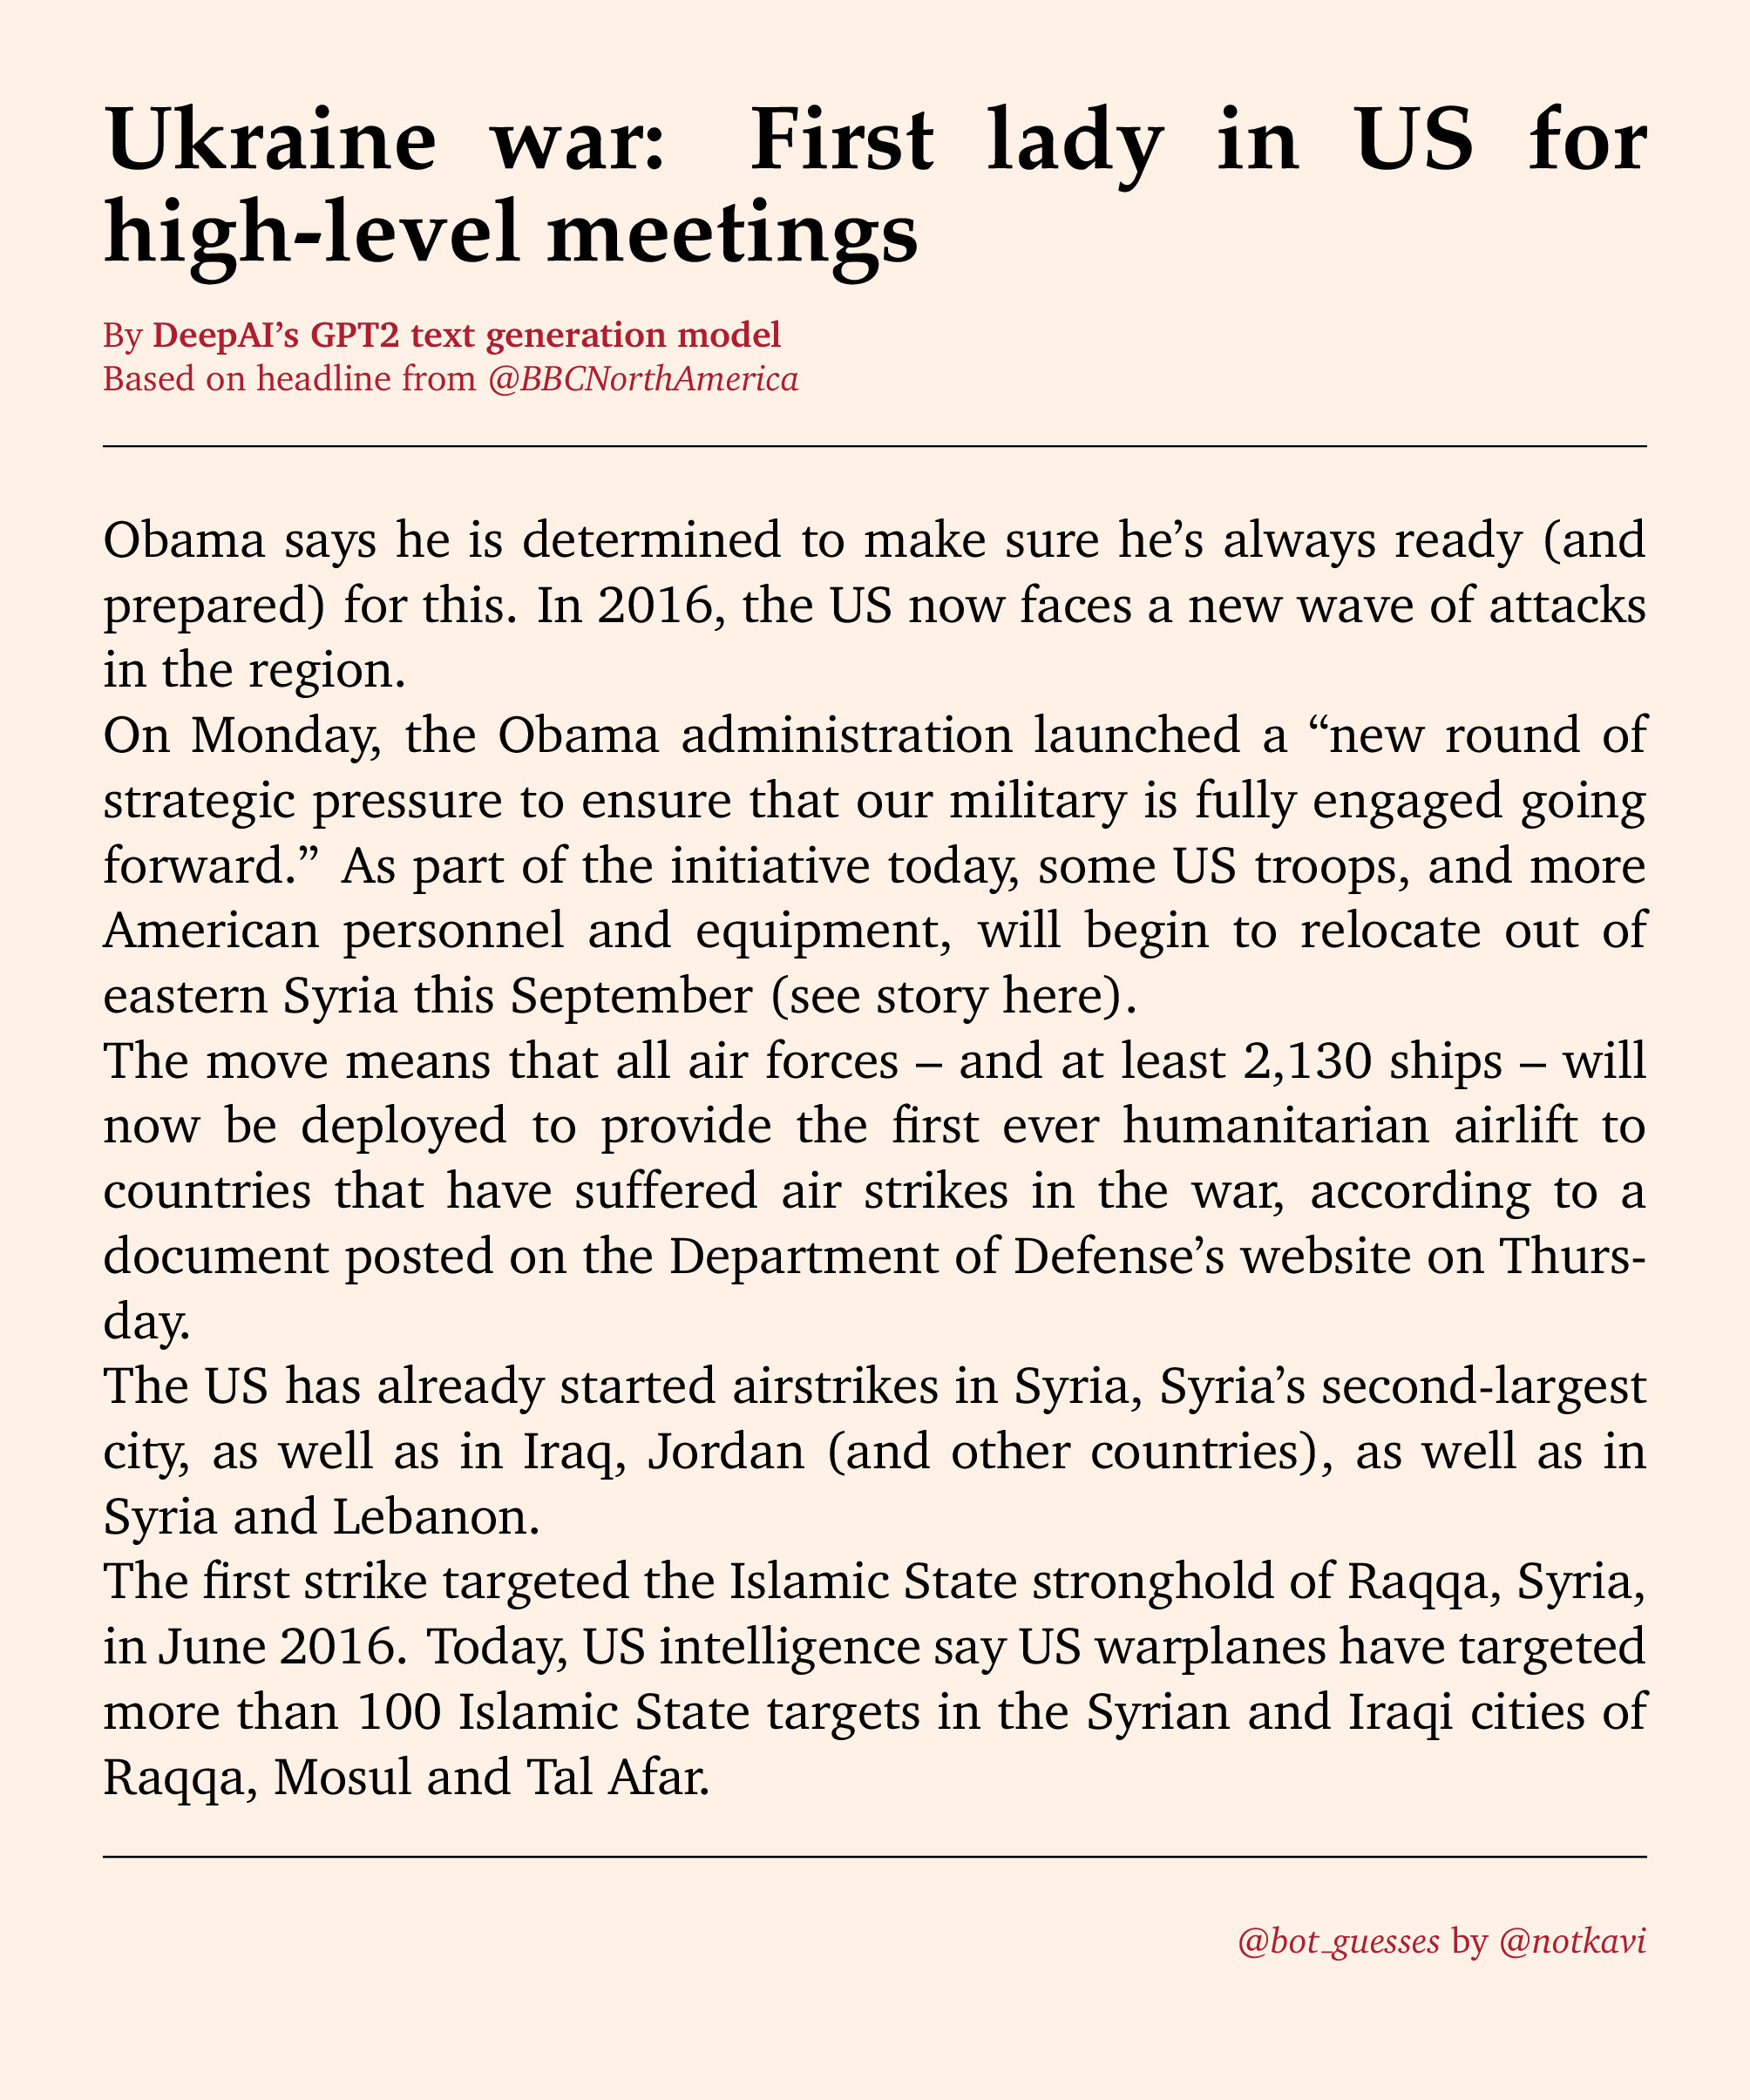 Ukraine war: First lady in US for
high-level meetings
By DeepAI’s GPT2 text generation model
Based on headline from @BBCNorthAmerica
Obama says he is determined to make sure he’s always ready (and
prepared) for this. In 2016, the US now faces a new wave of attacks
in the region.
On Monday, the Obama administration launched a “new round of
strategic pressure to ensure that our military is fully engaged going
forward.” As part of the initiative today, some US troops, and more
American personnel and equipment, will begin to relocate out of
eastern Syria this September (see story here).
The move means that all air forces – and at least 2,130 ships – will
now be deployed to provide the first ever humanitarian airlift to
countries that have suffered air strikes in the war, according to a
document posted on the Department of Defense’s website on Thurs-
day.
The US has already started airstrikes in Syria, Syria’s second-largest
city, as well as in Iraq, Jordan (and other countries), as well as in
Syria and Lebanon.
The first strike targeted the Islamic State stronghold of Raqqa, Syria,
in June 2016. Today, US intelligence say US warplanes have targeted
more than 100 Islamic State targets in the Syrian and Iraqi cities of
Raqqa, Mosul and Tal Afar.
@bot_guesses by @notkavi